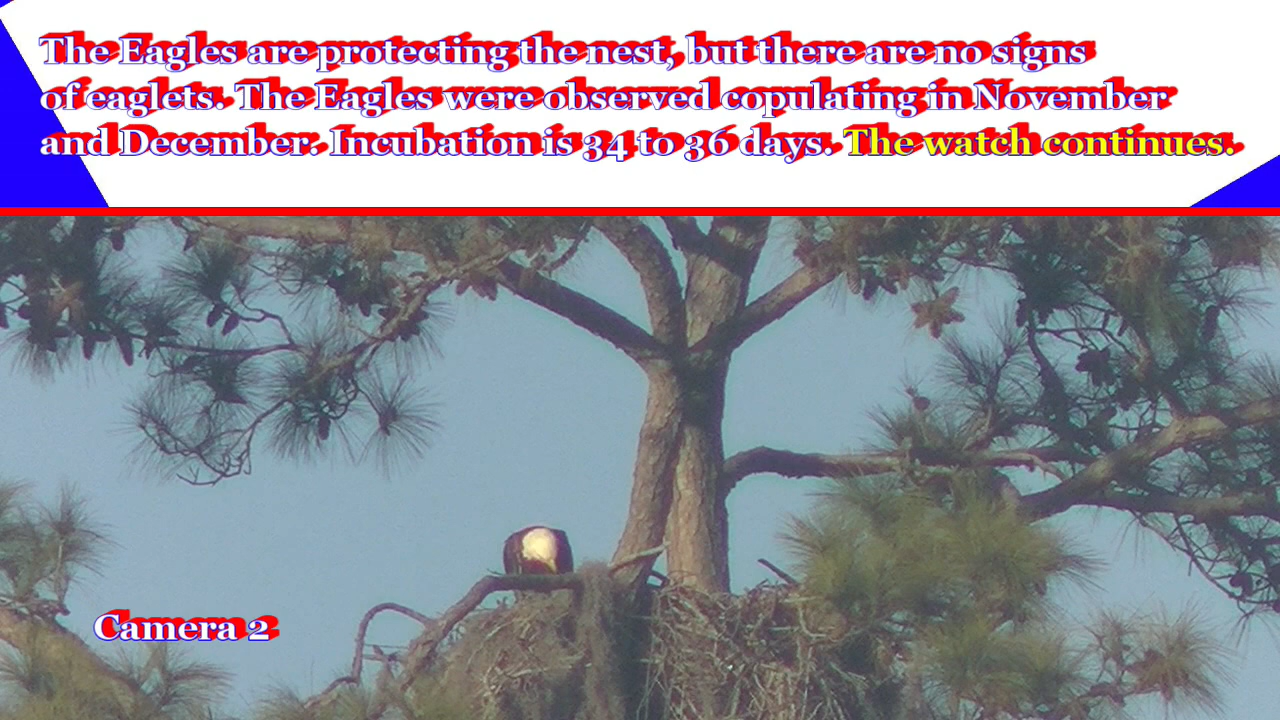 The Eagles are protecting the nest, but there are no signs
of eaglets. The Eagles were observed copulating in November
and December. Incubation is 34 to 36 days. The watch continues.
Camera 2